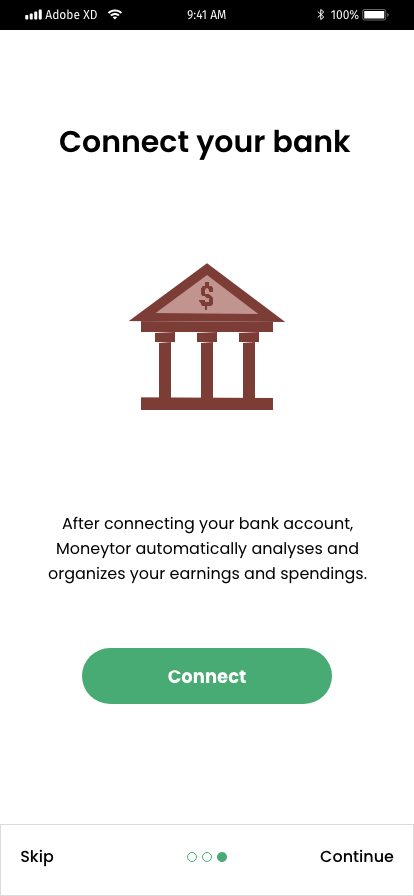 Adobe XD 9:41 AM 100%
Connect your bank
$
After connecting your bank account,
Moneytor automatically analyses and
organizes your earnings and spendings.
Connect
Skip Continue